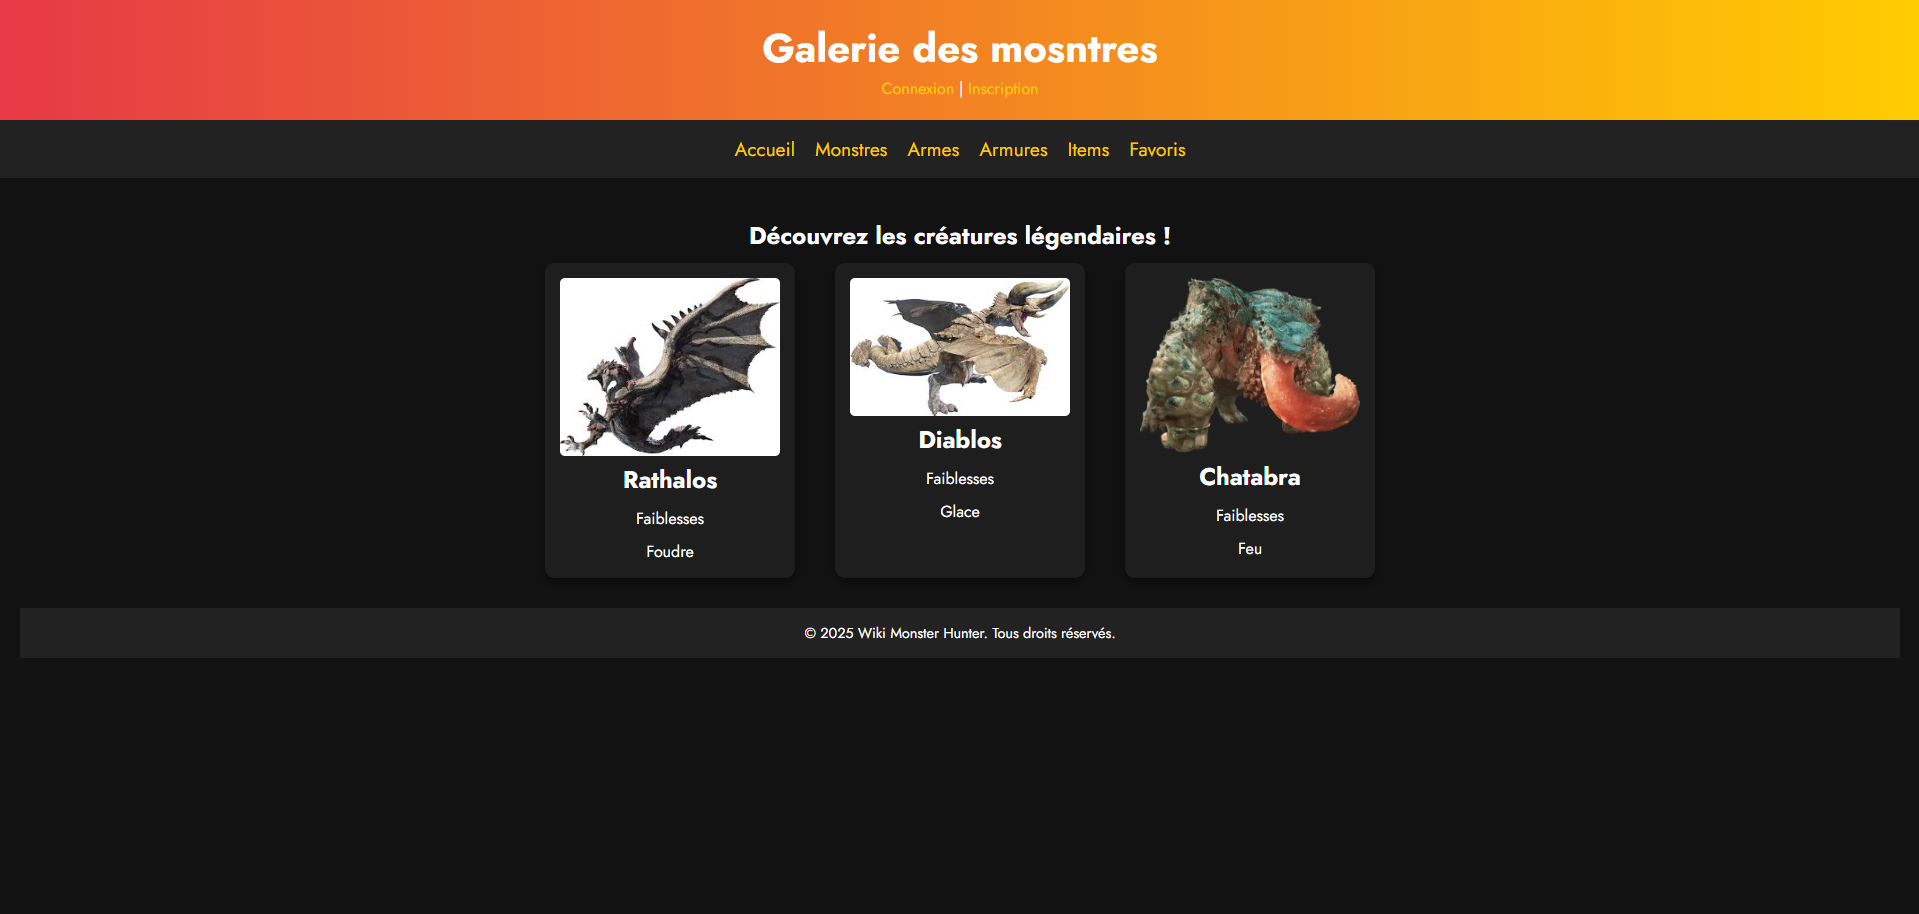 Galerie des mosntres
Connexion | Inscription
Accueil Monstres Armes Armures Items Favoris
Découvrez les créatures légendaires !
Rathalos
Faiblesses
Foudre
Diablos
Faiblesses
Glace
Chatabra
Faiblesses
Feu
© 2025 Wiki Monster Hunter. Tous droits réservés.